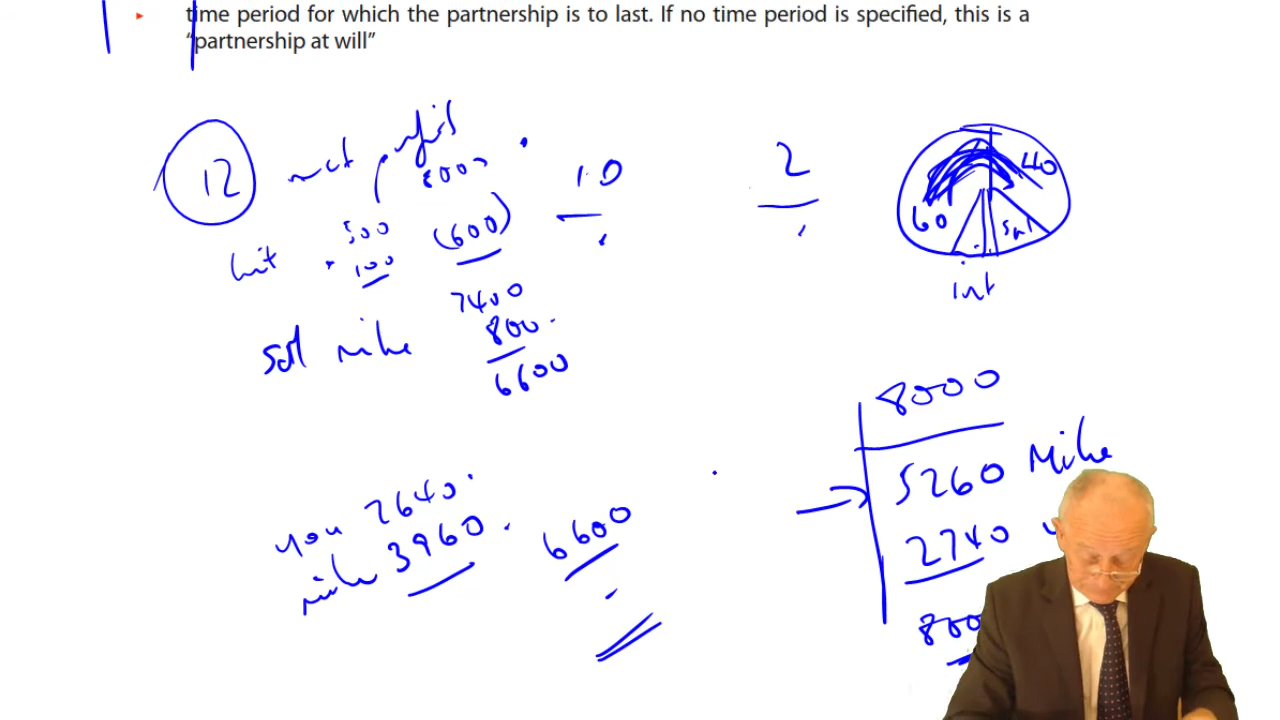 time period for which the partnership is to last. If no time period is specified, this is a
“partnership at will”
12 net profit 10 2 40
8000
500 (600) 60 Sal
int 100
int
7400
Sal mike 800
6600
8000
5260 Mike
you 2640
mike 3960 6600
2740
800